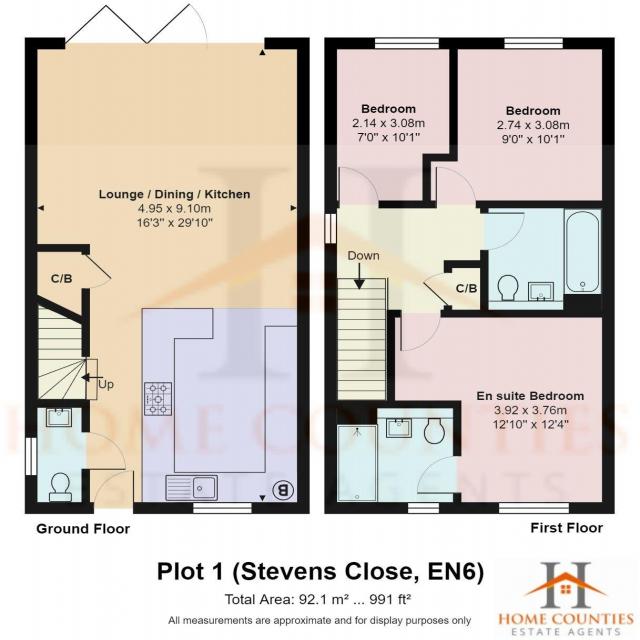 Lounge / Dining / Kitchen
4.95 x 9.10m
16'3" x 29'10"
C/B
Up
B
Ground Floor
Bedroom
2.14 x 3.08m
7'0" x 10'1"
Bedroom
2.74 x 3.08m
9'0" x 10'1"
Down
C/B
En suite Bedroom
3.92 x 3.76m
12'10" x 12'4"
First Floor
HOME COUNTIES
ESTATE AGENTS
Plot 1 (Stevens Close, EN6)
Total Area: 92.1 m² ... 991 ft²
All measurements are approximate and for display purposes only
HOME COUNTIES
ESTATE AGENTS